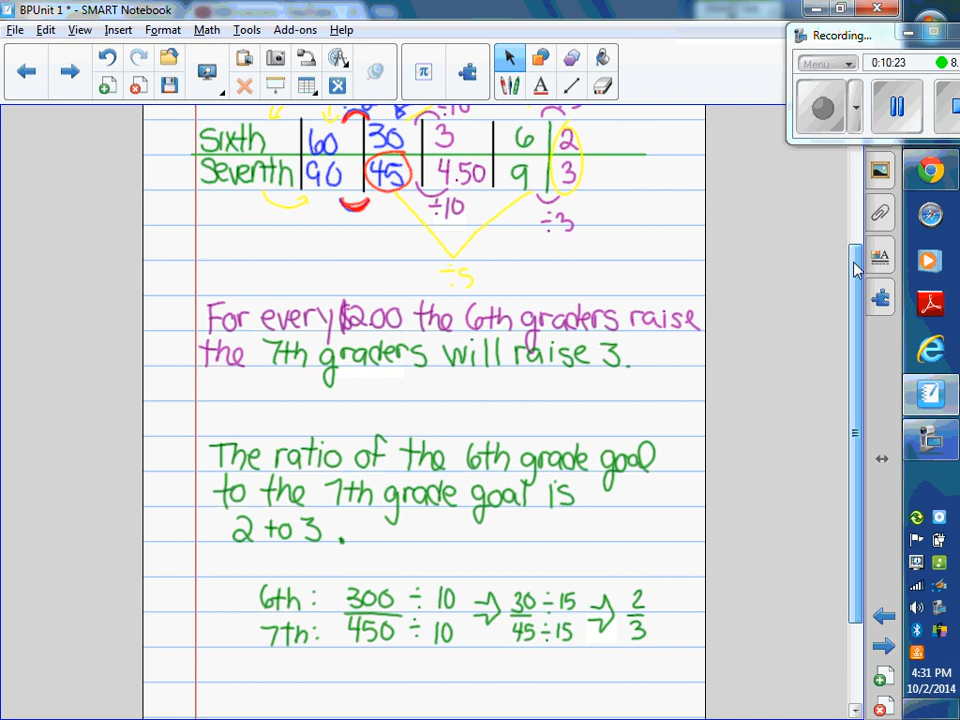 BPUnit 1 * - SMART Notebook
File Edit View Insert Format Math Tools Add-ons Help
Recording...
Menu 0:10:23 8.
÷10
Sixth 60 30 3 6 2
Seventh 90 45 4.50 9 3
÷10 ÷3
÷5
For every $2.00 the 6th graders raise
the 7th graders will raise 3.
The ratio of the 6th grade goal
to the 7th grade goal is
2 to 3.
6th: 300 ÷ 10 30 ÷ 15 2
7th: 450 ÷ 10 45 ÷ 15 3
4:31 PM
10/2/2014